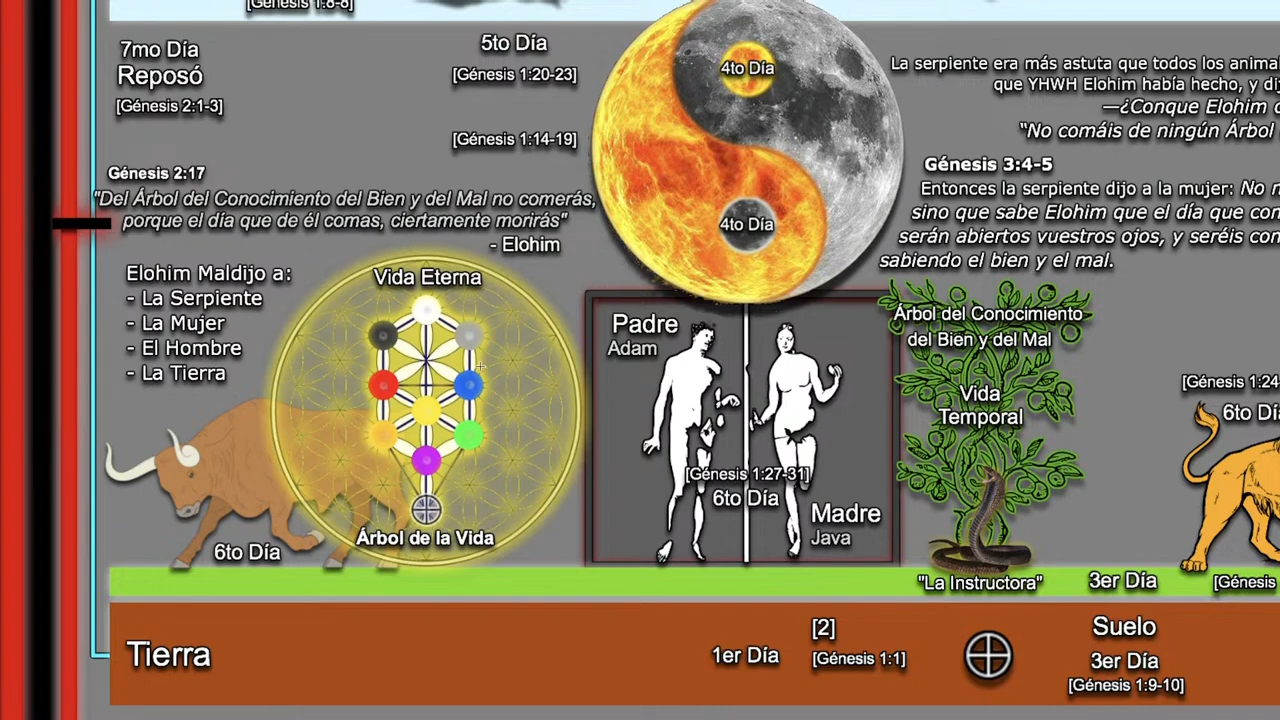 [Génesis 1:8-8]
7mo Día
Reposó
[Génesis 2:1-3]
5to Día
[Génesis 1:20-23]
[Génesis 1:14-19]
4to Día
4to Día
La serpiente era más astuta que todos los
que YHWH Elohim había hecho, y
—¿Conque Elohim
"No comáis de ningún Árbol
Génesis 3:4-5
Entonces la serpiente dijo a la mujer: No
sino que sabe Elohim que el día que
serán abiertos vuestros ojos, y seréis
sabiendo el bien y el mal.
Génesis 2:17
"Del Árbol del Conocimiento del Bien y del Mal no comerás,
porque el día que de él comas, ciertamente morirás"
- Elohim
Elohim Maldijo a:
- La Serpiente
- La Mujer
- El Hombre
- La Tierra
6to Día
Vida Eterna
Árbol de la Vida
Padre
Adam
[Génesis 1:27-31]
6to Día
Madre
Java
Árbol del Conocimiento
del Bien y del Mal
Vida
Temporal
"La Instructora"
3er Día
[Génesis 1:24
6to Día
[Génesis
Tierra
1er Día
[2]
[Génesis 1:1]
Suelo
3er Día
[Génesis 1:9-10]